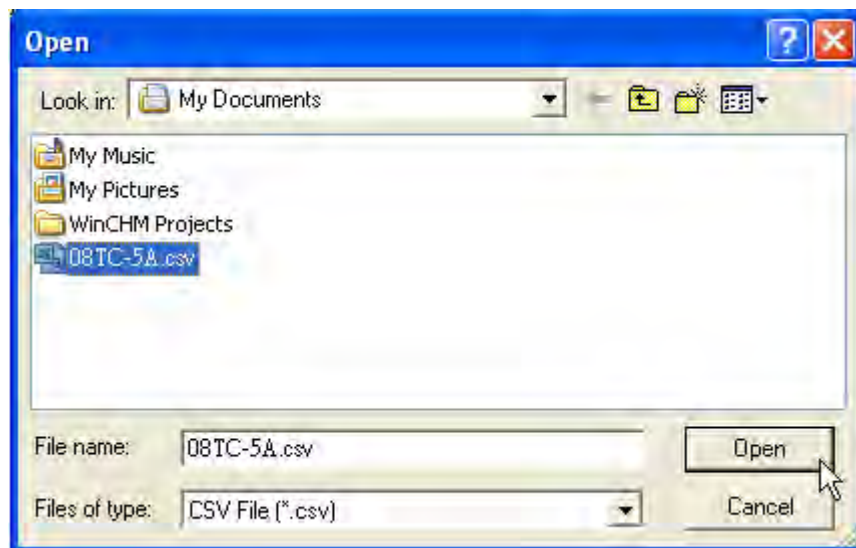 Open
Look in: My Documents
My Music
My Pictures
WinCHM Projects
08TC-5A.csv
File name: 08TC-5A.csv Open
Files of type: CSV File (*.csv) Cancel